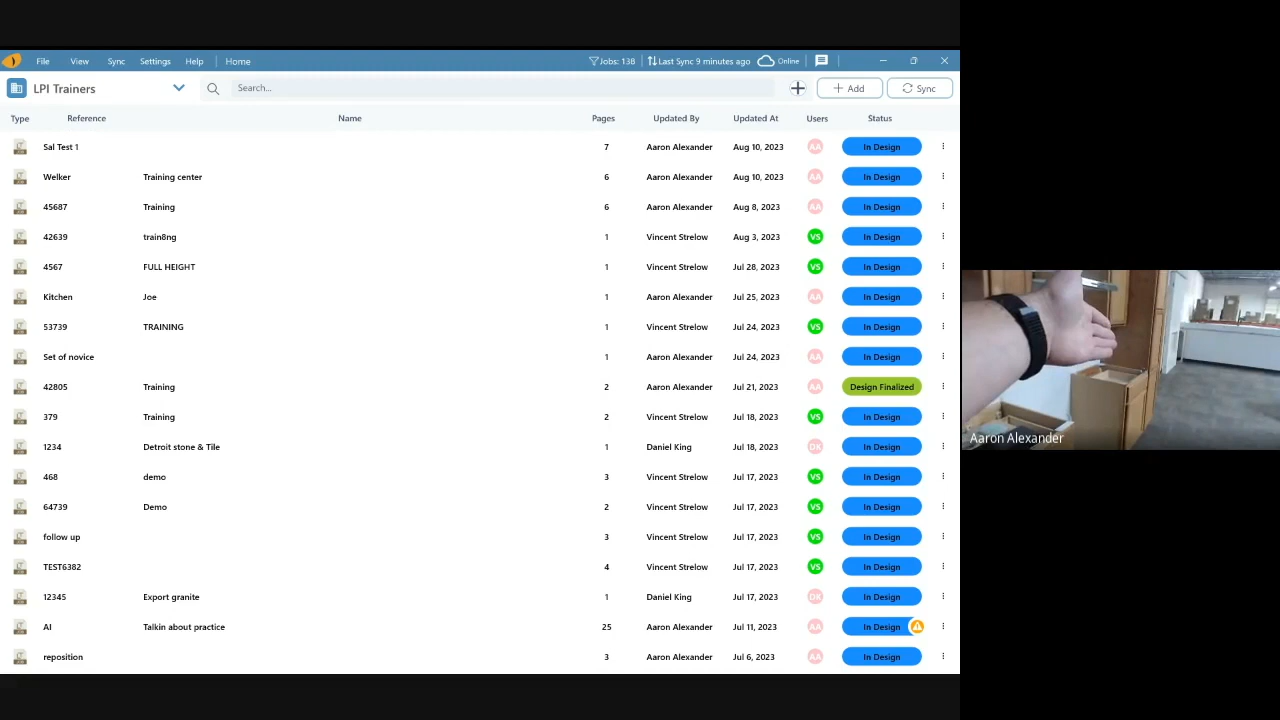 File View Sync Settings Help Home Jobs: 138 Last Sync 9 minutes ago Online
LPI Trainers Search... Add Sync
Type Reference Name Pages Updated By Updated At Users Status
Sal Test 1 7 Aaron Alexander Aug 10, 2023 AA In Design
Welker Training center 6 Aaron Alexander Aug 10, 2023 AA In Design
45687 Training 6 Aaron Alexander Aug 8, 2023 AA In Design
42639 train8ng 1 Vincent Strelow Aug 3, 2023 VS In Design
4567 FULL HEIGHT 1 Vincent Strelow Jul 28, 2023 VS In Design
Kitchen Joe 1 Aaron Alexander Jul 25, 2023 AA In Design
53739 TRAINING 1 Vincent Strelow Jul 24, 2023 VS In Design
Set of novice 1 Aaron Alexander Jul 24, 2023 AA In Design
42805 Training 2 Aaron Alexander Jul 21, 2023 AA Design Finalized
379 Training 2 Vincent Strelow Jul 18, 2023 VS In Design
1234 Detroit stone & Tile 1 Daniel King Jul 18, 2023 DK In Design
468 demo 3 Vincent Strelow Jul 17, 2023 VS In Design
64739 Demo 2 Vincent Strelow Jul 17, 2023 VS In Design
follow up 3 Vincent Strelow Jul 17, 2023 VS In Design
TEST6382 4 Vincent Strelow Jul 17, 2023 VS In Design
12345 Export granite 1 Daniel King Jul 17, 2023 DK In Design
AI Talkin about practice 25 Aaron Alexander Jul 11, 2023 AA In Design
reposition 3 Aaron Alexander Jul 6, 2023 AA In Design
Aaron Alexander